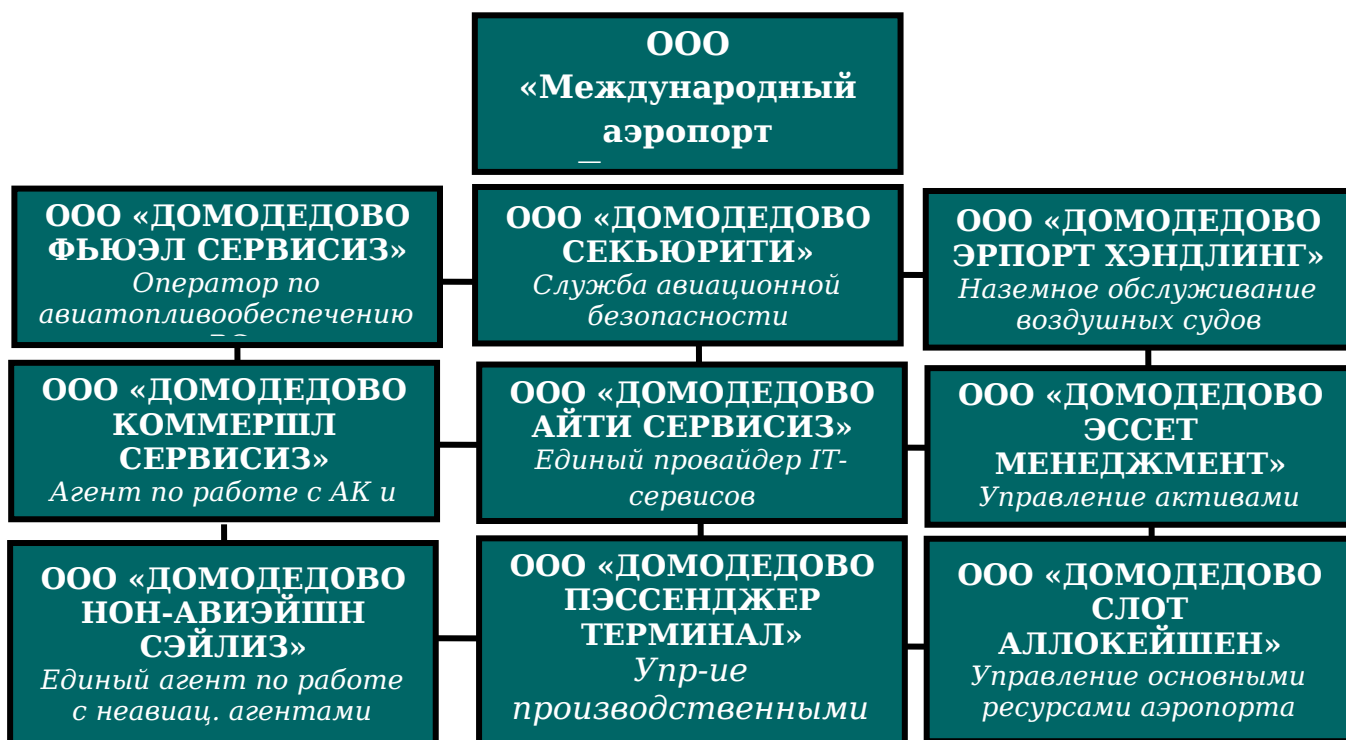 ООО
«Международный
аэропорт
ООО «ДОМОДЕДОВО
ФЬЮЭЛ СЕРВИСИЗ»
Оператор по
авиатопливообеспечению
ООО «ДОМОДЕДОВО
СЕКЬЮРИТИ»
Служба авиационной
безопасности
ООО «ДОМОДЕДОВО
ЭРПОРТ ХЭНДЛИНГ»
Наземное обслуживание
воздушных судов
ООО «ДОМОДЕДОВО
КОММЕРШЛ
СЕРВИСИЗ»
Агент по работе с АК и
ООО «ДОМОДЕДОВО
АЙТИ СЕРВИСИЗ»
Единый провайдер IT-
сервисов
ООО «ДОМОДЕДОВО
ЭССЕТ
МЕНЕДЖМЕНТ»
Управление активами
ООО «ДОМОДЕДОВО
НОН-АВИЭЙШН
СЭЙЛИЗ»
Единый агент по работе
с неавиац. агентами
ООО «ДОМОДЕДОВО
ПЭССЕНДЖЕР
ТЕРМИНАЛ»
Упр-ие
производственными
ООО «ДОМОДЕДОВО
СЛОТ
АЛЛОКЕЙШЕН»
Управление основными
ресурсами аэропорта